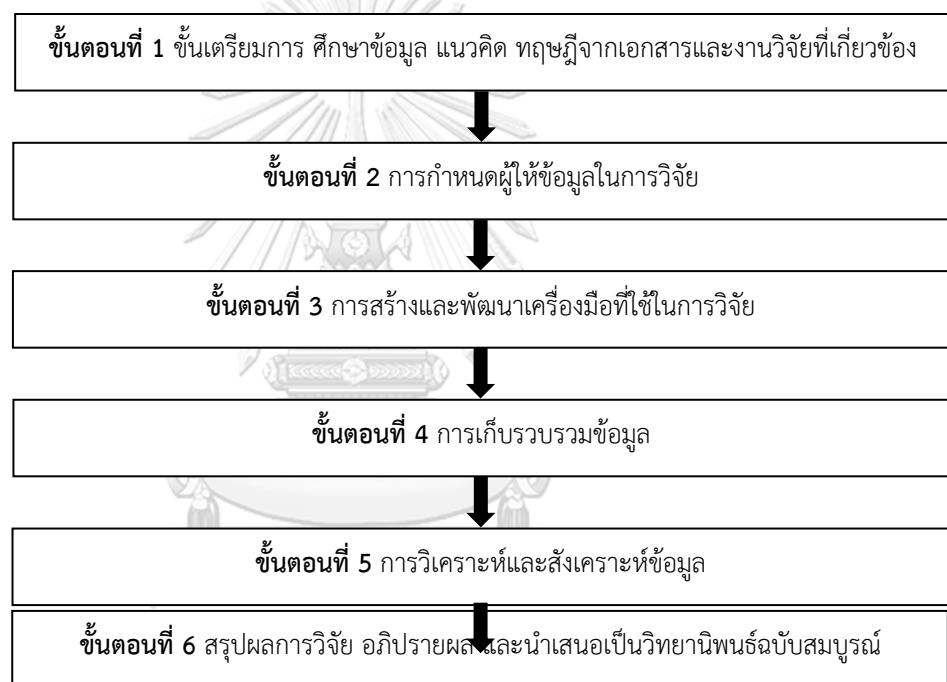 ขั้นตอนที่ 1 ขั้นเตรียมการ ศึกษาข้อมูล แนวคิด ทฤษฎีจากเอกสารและงานวิจัยที่เกี่ยวข้อง
ขั้นตอนที่ 2 การกำหนดผู้ให้ข้อมูลในการวิจัย
ขั้นตอนที่ 3 การสร้างและพัฒนาเครื่องมือที่ใช้ในการวิจัย
ขั้นตอนที่ 4 การเก็บรวบรวมข้อมูล
ขั้นตอนที่ 5 การวิเคราะห์และสังเคราะห์ข้อมูล
ขั้นตอนที่ 6 สรุปผลการวิจัย อภิปรายผล และนำเสนอเป็นวิทยานิพนธ์ฉบับสมบูรณ์